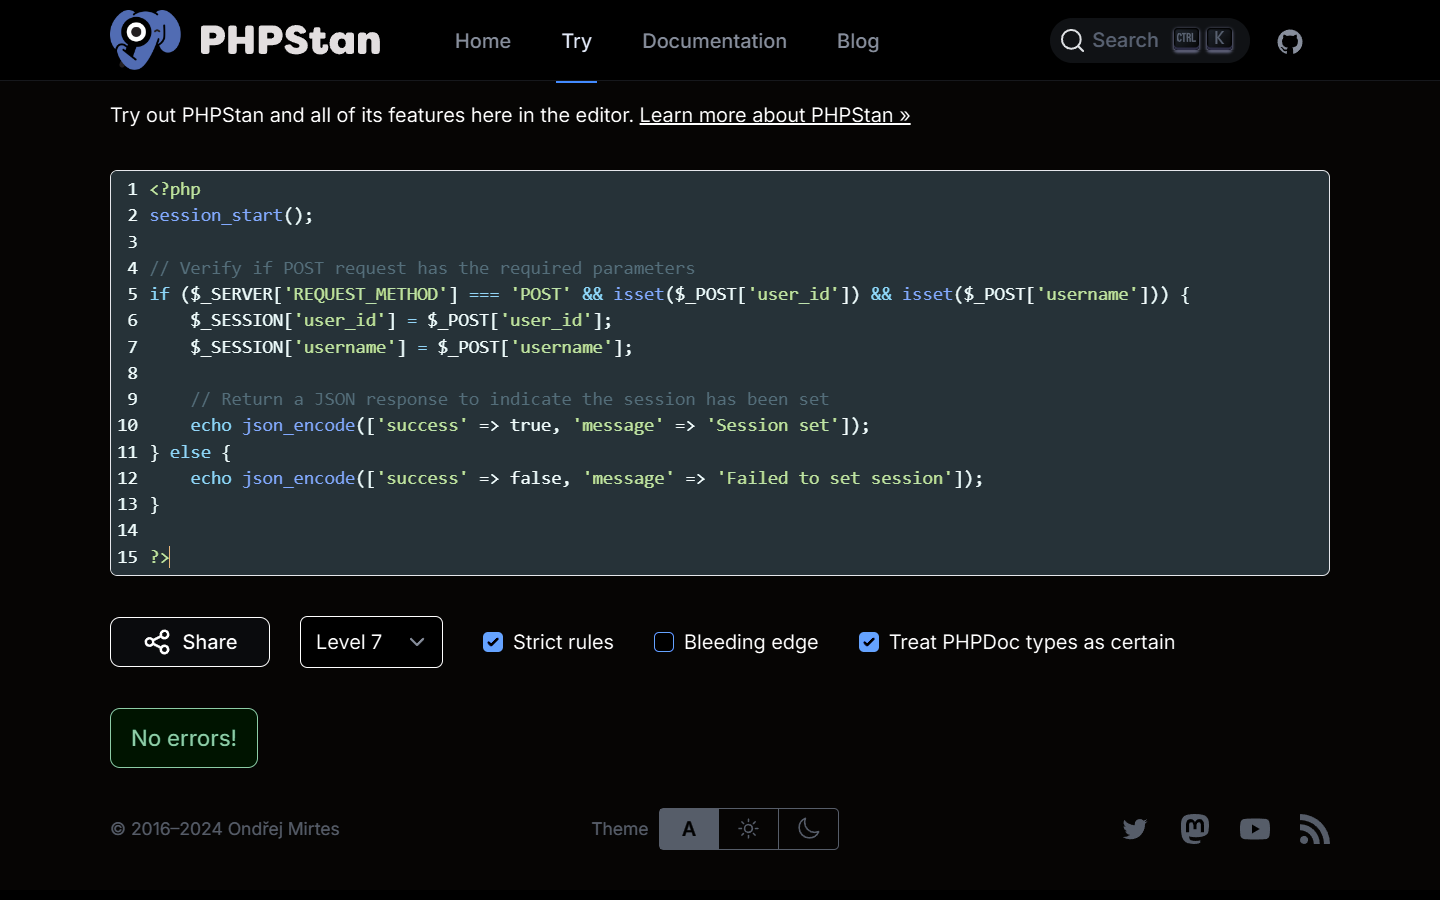 PHPStan
Home
Try
Documentation
Blog
Search
CTRL
K
Try out PHPStan and all of its features here in the editor. Learn more about PHPStan »
1 <?php
2 session_start();
3
4 // Verify if POST request has the required parameters
5 if ($_SERVER['REQUEST_METHOD'] === 'POST' && isset($_POST['user_id']) && isset($_POST['username'])) {
6     $_SESSION['user_id'] = $_POST['user_id'];
7     $_SESSION['username'] = $_POST['username'];
8
9     // Return a JSON response to indicate the session has been set
10     echo json_encode(['success' => true, 'message' => 'Session set']);
11 } else {
12     echo json_encode(['success' => false, 'message' => 'Failed to set session']);
13 }
14
15 ?>
Share
Level 7
Strict rules
Bleeding edge
Treat PHPDoc types as certain
No errors!
© 2016–2024 Ondřej Mirtes
Theme
A